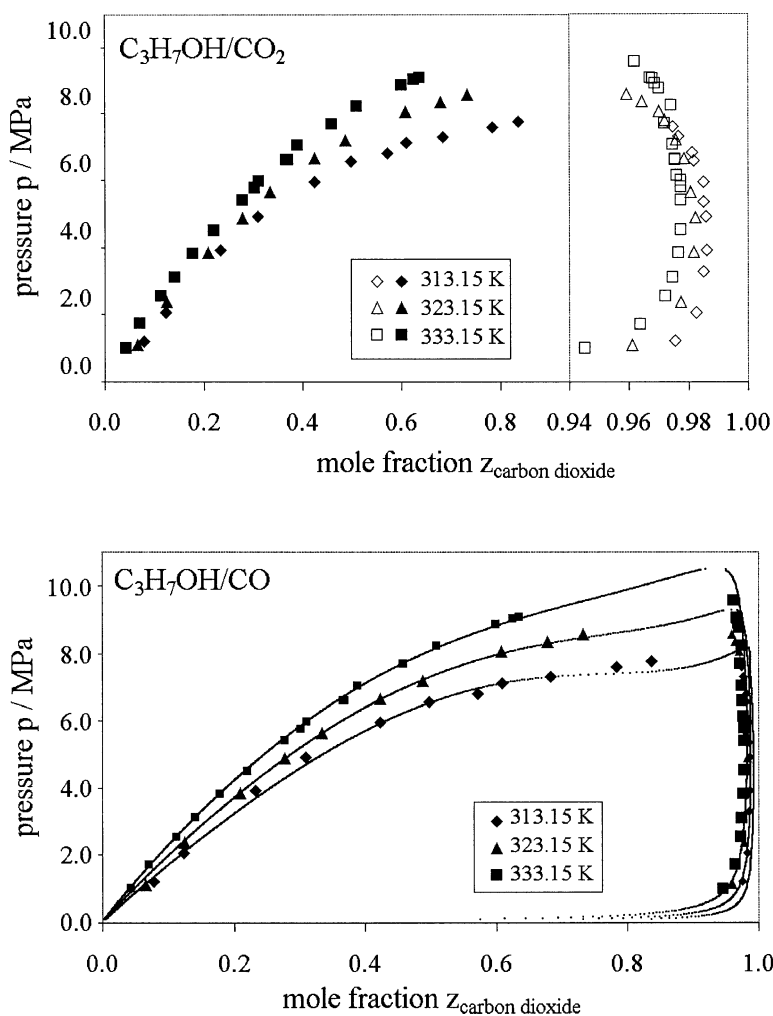 10.0
C₃H₇OH/CO₂
8.0
6.0
4.0
2.0
0.0
pressure p / MPa
313.15 K
323.15 K
333.15 K
0.0 0.2 0.4 0.6 0.8 0.94 0.96 0.98 1.00
mole fraction z_carbon dioxide
C₃H₇OH/CO
10.0
8.0
6.0
4.0
2.0
0.0
pressure p / MPa
313.15 K
323.15 K
333.15 K
0.0 0.2 0.4 0.6 0.8 1.0
mole fraction z_carbon dioxide